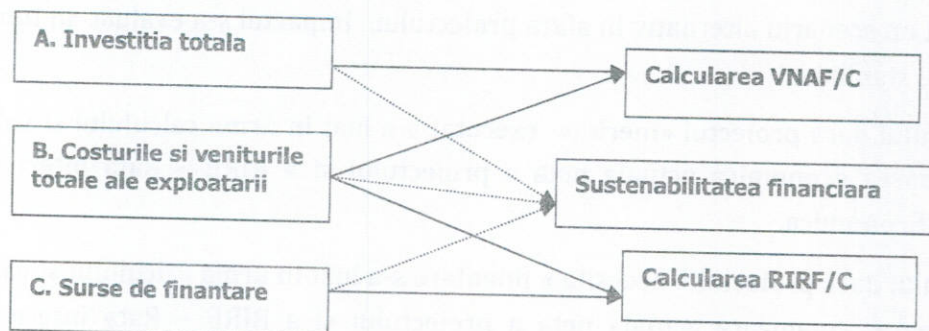 A. Investitia totala
Calcularea VNAF/C
B. Costurile si veniturile
totale ale exploatarii
Sustenabilitatea financiara
C. Surse de finantare
Calcularea RIRF/C